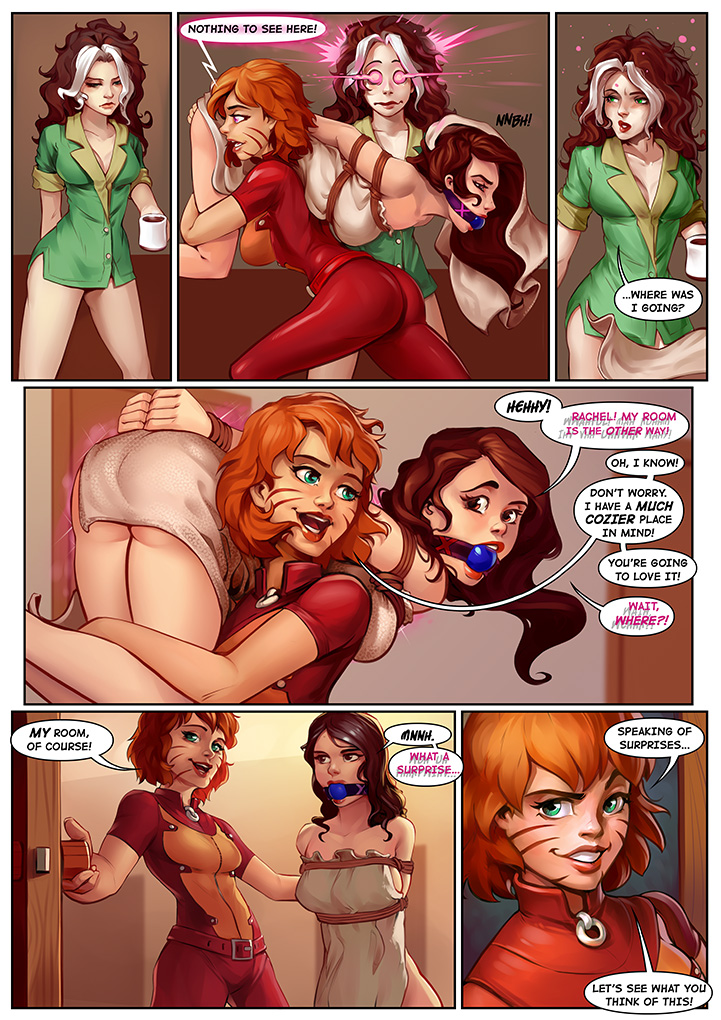 NOTHING TO SEE HERE!
NNBH!
...WHERE WAS
I GOING?
HEHHY!
RACHEL! MY ROOM
IS THE OTHER WAY!
OH, I KNOW!
DON'T WORRY.
I HAVE A MUCH
COZIER PLACE
IN MIND!
YOU'RE GOING
TO LOVE IT!
WAIT,
WHERE?!
MY ROOM,
OF COURSE!
MNNH.
WHAT A
SURPRISE...
SPEAKING OF
SURPRISES...
LET'S SEE WHAT YOU
THINK OF THIS!